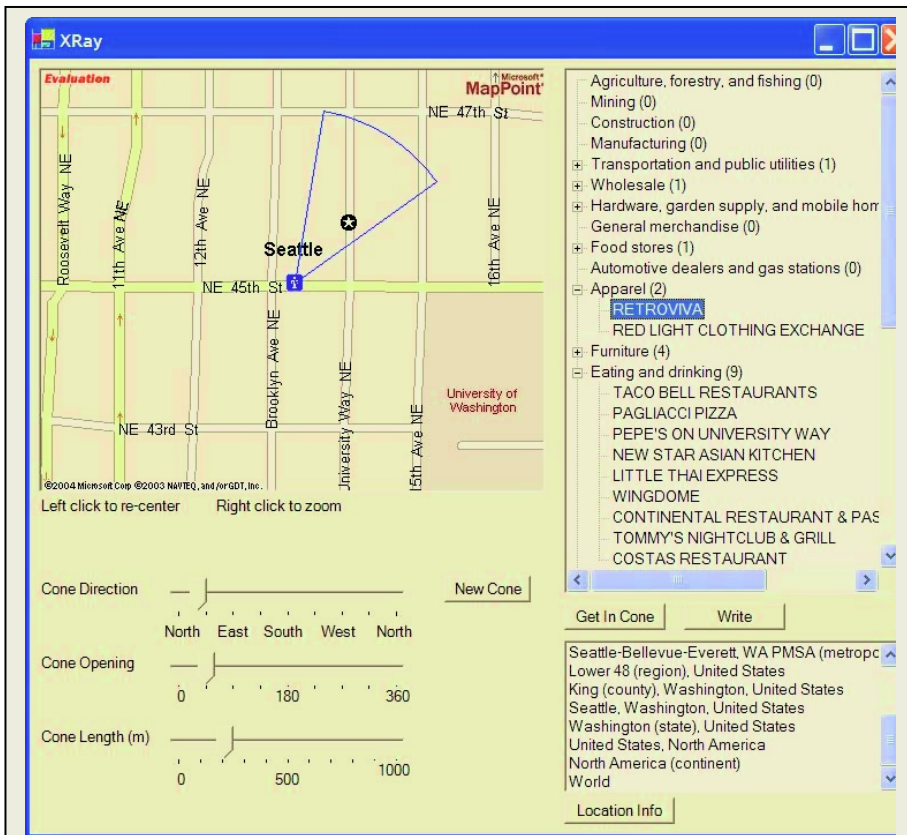 XRay
Evaluation
Microsoft
MapPoint
NE 47th St
Roosevelt Way NE
11th Ave NE
12th Ave NE
16th Ave NE
Seattle
NE 45th St
Brooklyn Ave NE
University Way NE
15th Ave NE
University of
Washington
NE 43rd St
©2004 Microsoft Corp ©2003 NAVTEQ, and/or GDT, Inc.
Left click to re-center
Right click to zoom
Agriculture, forestry, and fishing (0)
Mining (0)
Construction (0)
Manufacturing (0)
Transportation and public utilities (1)
Wholesale (1)
Hardware, garden supply, and mobile hom
General merchandise (0)
Food stores (1)
Automotive dealers and gas stations (0)
Apparel (2)
RETROVIVA
RED LIGHT CLOTHING EXCHANGE
Furniture (4)
Eating and drinking (9)
TACO BELL RESTAURANTS
PAGLIACCI PIZZA
PEPE'S ON UNIVERSITY WAY
NEW STAR ASIAN KITCHEN
LITTLE THAI EXPRESS
WINGDOME
CONTINENTAL RESTAURANT & PAS
TOMMY'S NIGHTCLUB & GRILL
COSTAS RESTAURANT
Cone Direction
New Cone
North East South West North
Cone Opening
0 180 360
Cone Length (m)
0 500 1000
Get In Cone
Write
Seattle-Bellevue-Everett, WA PMSA (metropo
Lower 48 (region), United States
King (county), Washington, United States
Seattle, Washington, United States
Washington (state), United States
United States, North America
North America (continent)
World
Location Info